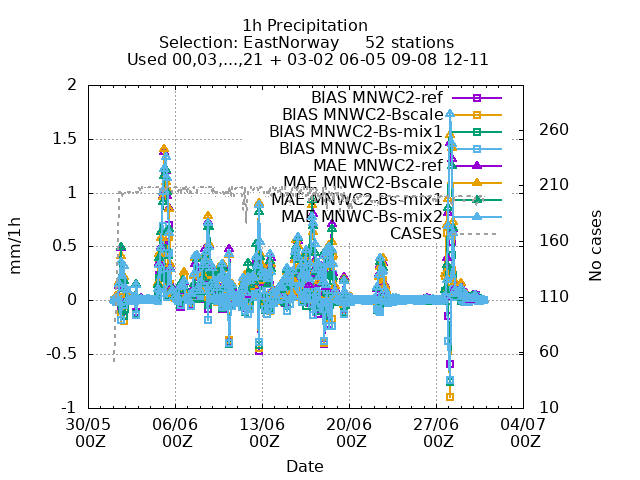 1h Precipitation
Selection: EastNorway 52 stations
Used 00,03,...,21 + 03-02 06-05 09-08 12-11
BIAS MNWC2-ref
BIAS MNWC2-Bscale
BIAS MNWC2-Bs-mix1
BIAS MNWC-Bs-mix2
MAE MNWC2-ref
MAE MNWC2-Bscale
MAE MNWC2-Bs-mix1
MAE MNWC-Bs-mix2
CASES
2
1.5
1
0.5
0
-0.5
-1
mm/1h
260
210
160
110
60
10
No cases
30/05 06/06 13/06 20/06 27/06 04/07
00Z 00Z 00Z 00Z 00Z 00Z
Date